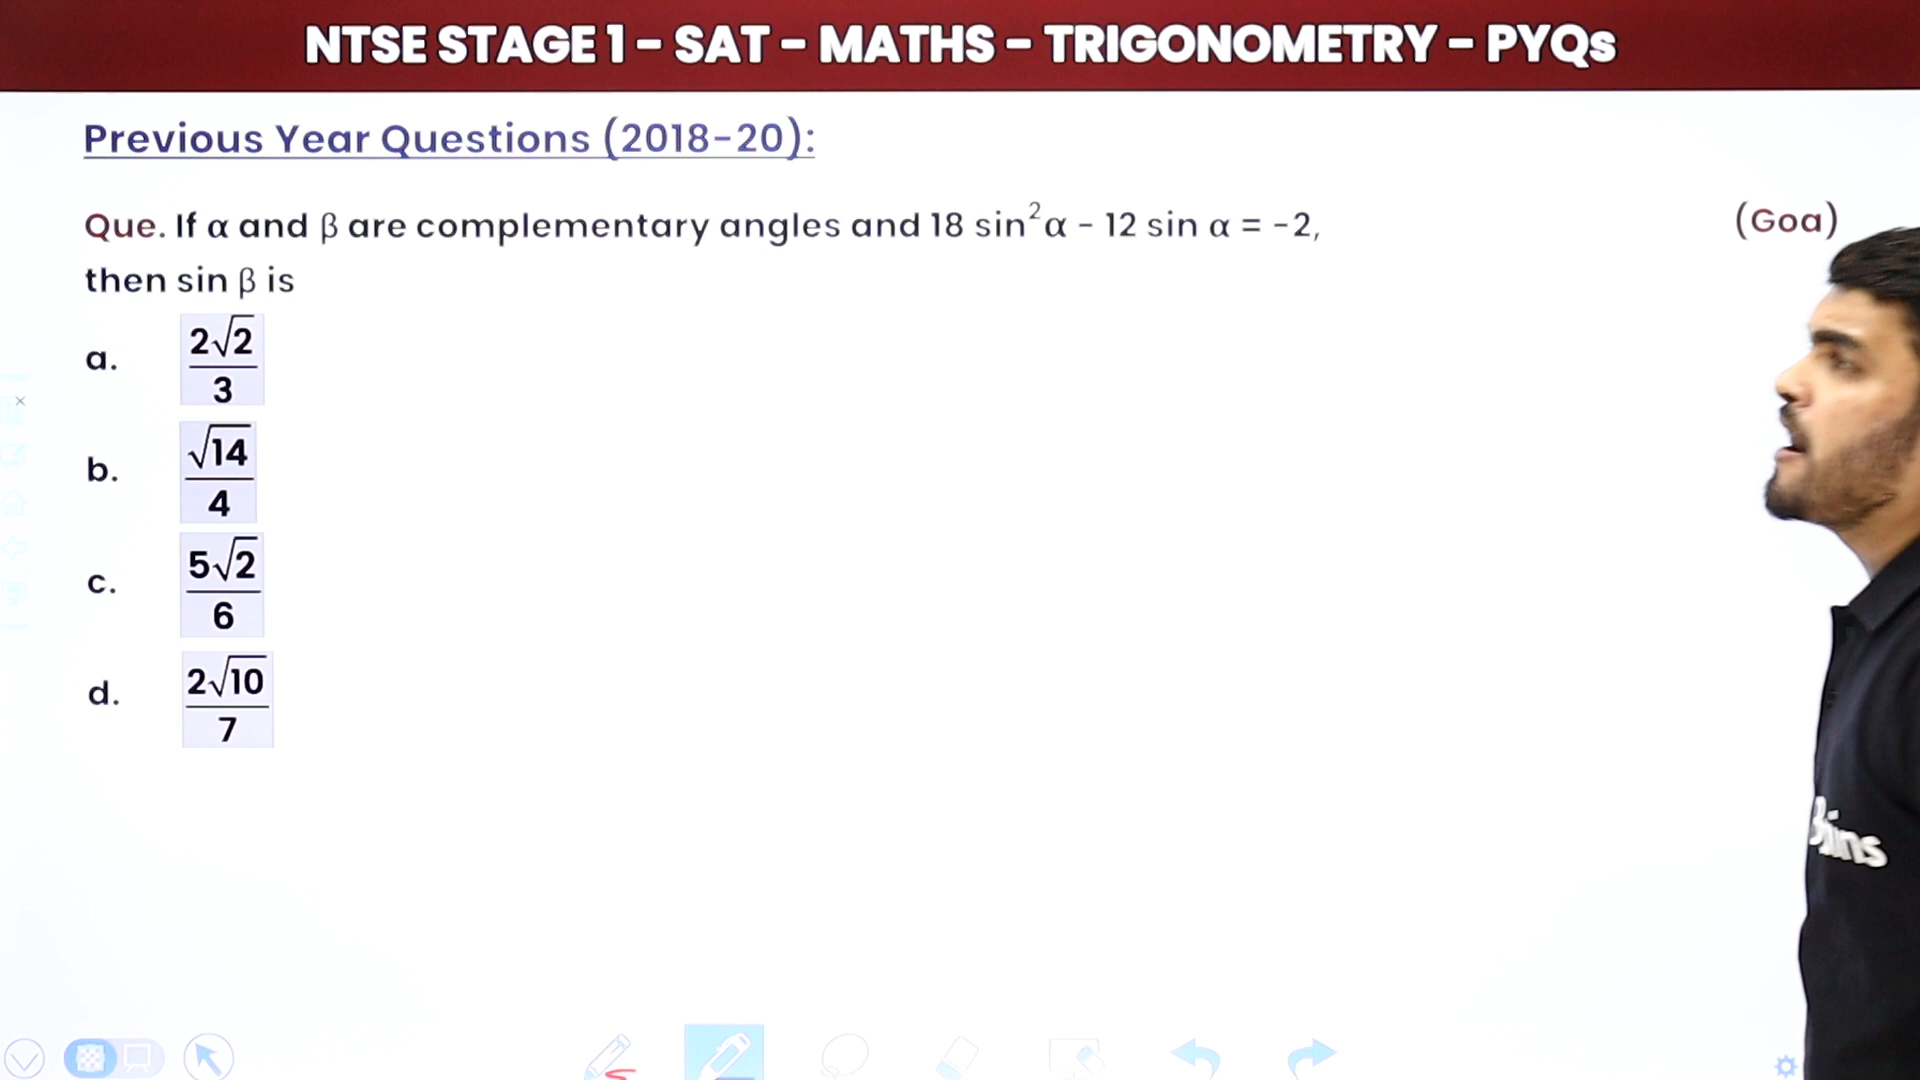 NTSE STAGE 1 – SAT – MATHS – TRIGONOMETRY – PYQs
Previous Year Questions (2018-20):
Que. If α and β are complementary angles and 18 sin²α - 12 sin α = -2, (Goa)
then sin β is
a. 2√2/3
b. √14/4
c. 5√2/6
d. 2√10/7